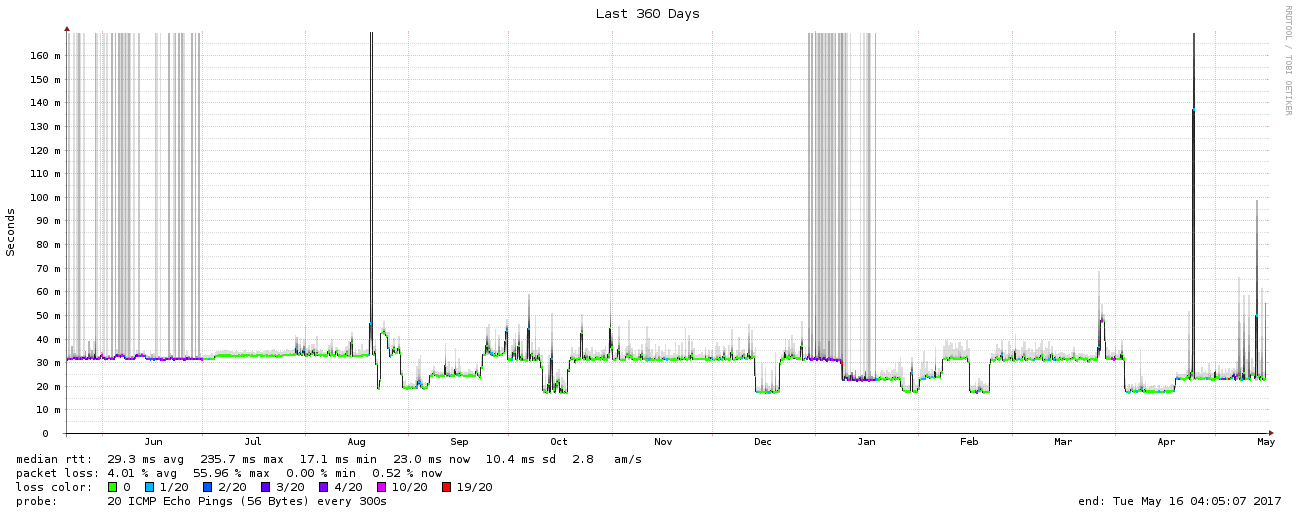 Last 360 Days
RRDTOOL / TOBI OETIKER
Seconds
160 m
150 m
140 m
130 m
120 m
110 m
100 m
90 m
80 m
70 m
60 m
50 m
40 m
30 m
20 m
10 m
0
Jun Jul Aug Sep Oct Nov Dec Jan Feb Mar Apr May
median rtt: 29.3 ms avg 235.7 ms max 17.1 ms min 23.0 ms now 10.4 ms sd 2.8 am/s
packet loss: 4.01 % avg 55.96 % max 0.00 % min 0.52 % now
loss color: 0 1/20 2/20 3/20 4/20 10/20 19/20
probe: 20 ICMP Echo Pings (56 Bytes) every 300s end: Tue May 16 04:05:07 2017